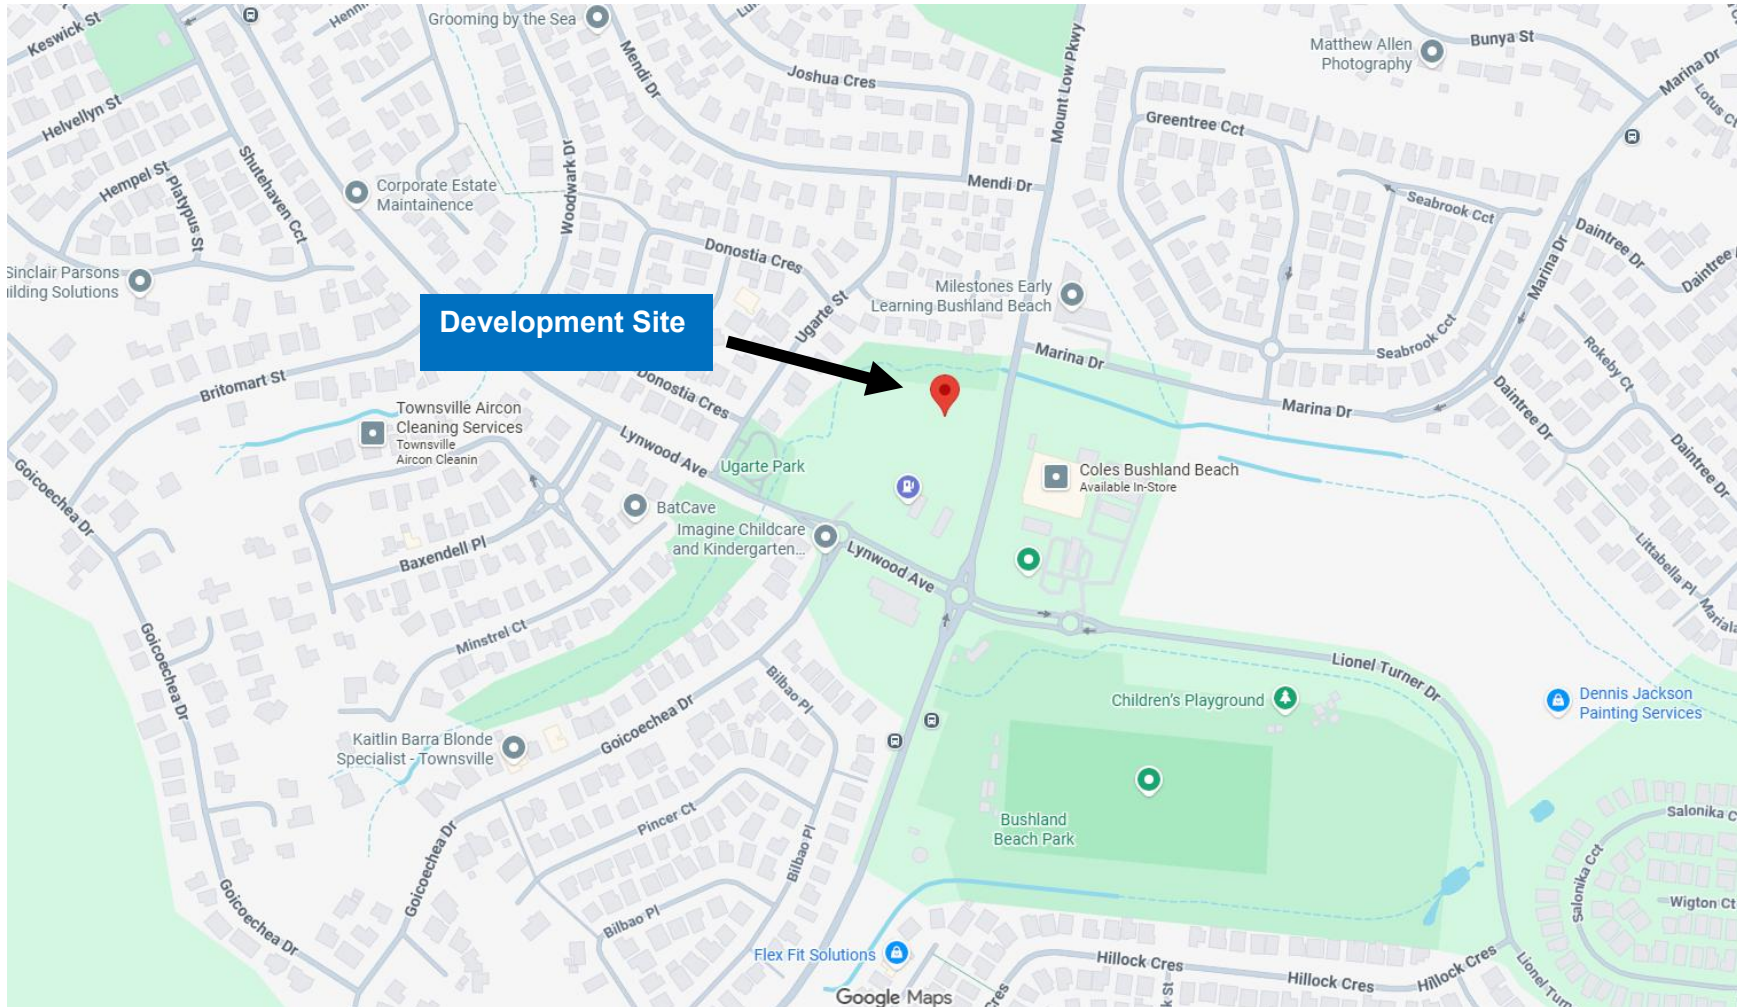 Keswick St
Grooming by the Sea
Mount Low Pkwy
Matthew Allen
Photography
Bunya St
Marina Dr
Lotus Ct
Mendi Dr
Joshua Cres
Helvellyn St
Greentree Cct
Woodwark Dr
Shutehaven Cct
Hempel St
Platypus St
Corporate Estate
Maintainence
Mendi Dr
Seabrook Cct
Daintree Dr
Donostia Cres
Sinclair Parsons
Milestones Early
Learning Bushland Beach
Marina Dr
Ugarte St
Development Site
Marina Dr
Seabrook Cct
Rokeby Ct
Britomart St
Donostia Cres
Marina Dr
Daintree Dr
Townsville Aircon
Cleaning Services
Townsville
Aircon Cleanin
Lynwood Ave
Ugarte Park
Coles Bushland Beach
Available In-Store
Daintree Dr
Goicoechea Dr
BatCave
Imagine Childcare
and Kindergarten...
Baxendell Pl
Lynwood Ave
Littabella Pl
Minstrel Ct
Goicoechea Dr
Bilbao Pl
Lionel Turner Dr
Children's Playground
Dennis Jackson
Painting Services
Goicoechea Dr
Kaitlin Barra Blonde
Specialist - Townsville
Pincer Ct
Bushland
Beach Park
Salonika C
Goicoechea Dr
Bilbao Pl
Salonika Cct
Wigton Ct
Goicoechea Dr
Bilbao Pl
Flex Fit Solutions
Hillock Cres
Hillock Cres
Hillock Cres
Google Maps